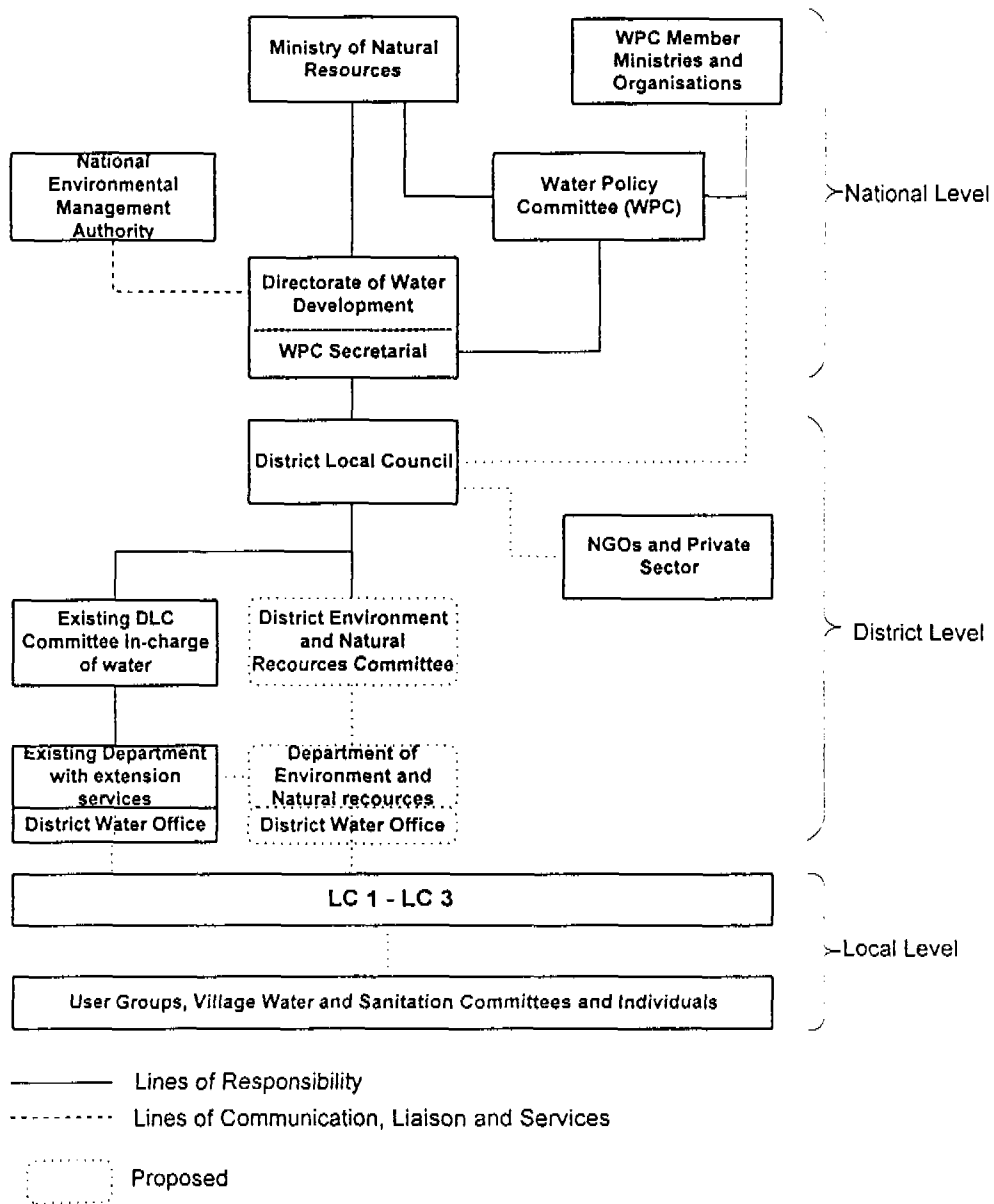 Ministry of Natural
Resources
WPC Member
Ministries and
Organisations
National
Environmental
Management
Authority
Water Policy
Committee (WPC)
National Level
Directorate of Water
Development
WPC Secretarial
District Local Council
NGOs and Private
Sector
Existing DLC
Committee in-charge
of water
District Environment
and Natural
Recources Committee
District Level
Existing Department
with extension
services
District Water Office
Department of
Environment and
Natural recources
District Water Office
LC 1 - LC 3
Local Level
User Groups, Village Water and Sanitation Committees and Individuals
Lines of Responsibility
Lines of Communication, Liaison and Services
Proposed